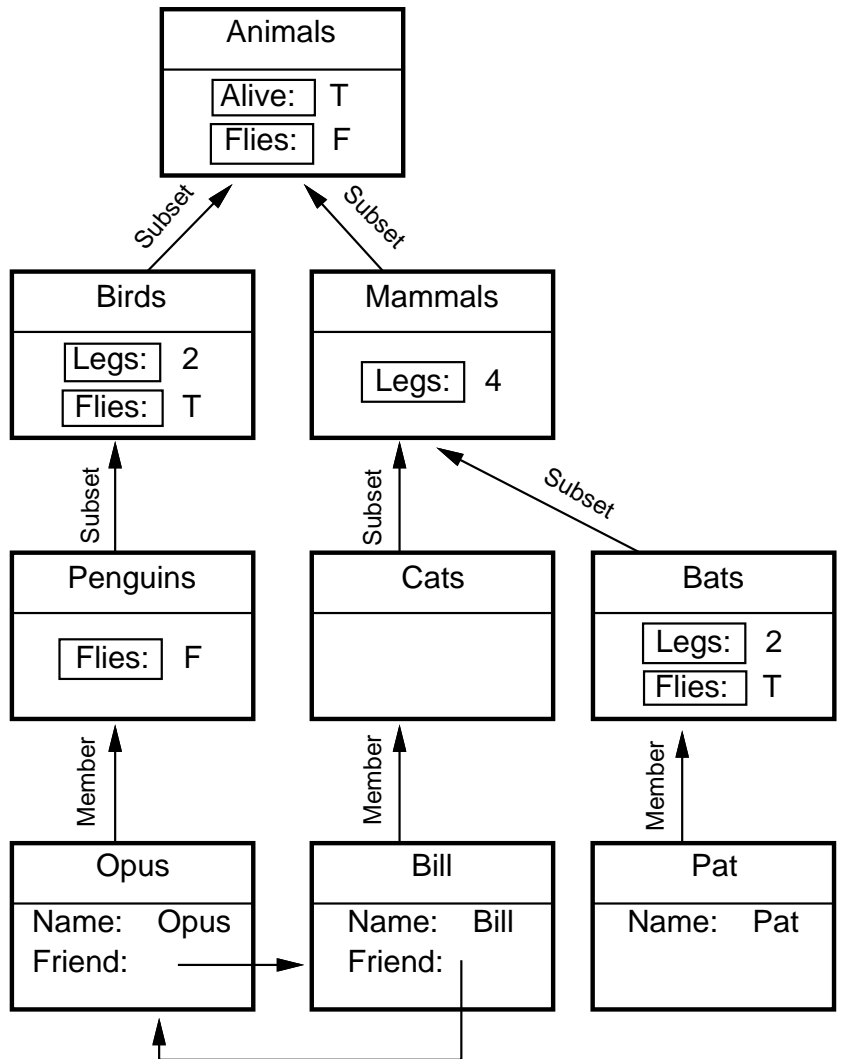 Animals
Alive: T
Flies: F
Subset
Subset
Birds
Legs: 2
Flies: T
Mammals
Legs: 4
Subset
Subset
Subset
Penguins
Flies: F
Cats
Bats
Legs: 2
Flies: T
Member
Member
Member
Opus
Name: Opus
Friend:
Bill
Name: Bill
Friend:
Pat
Name: Pat